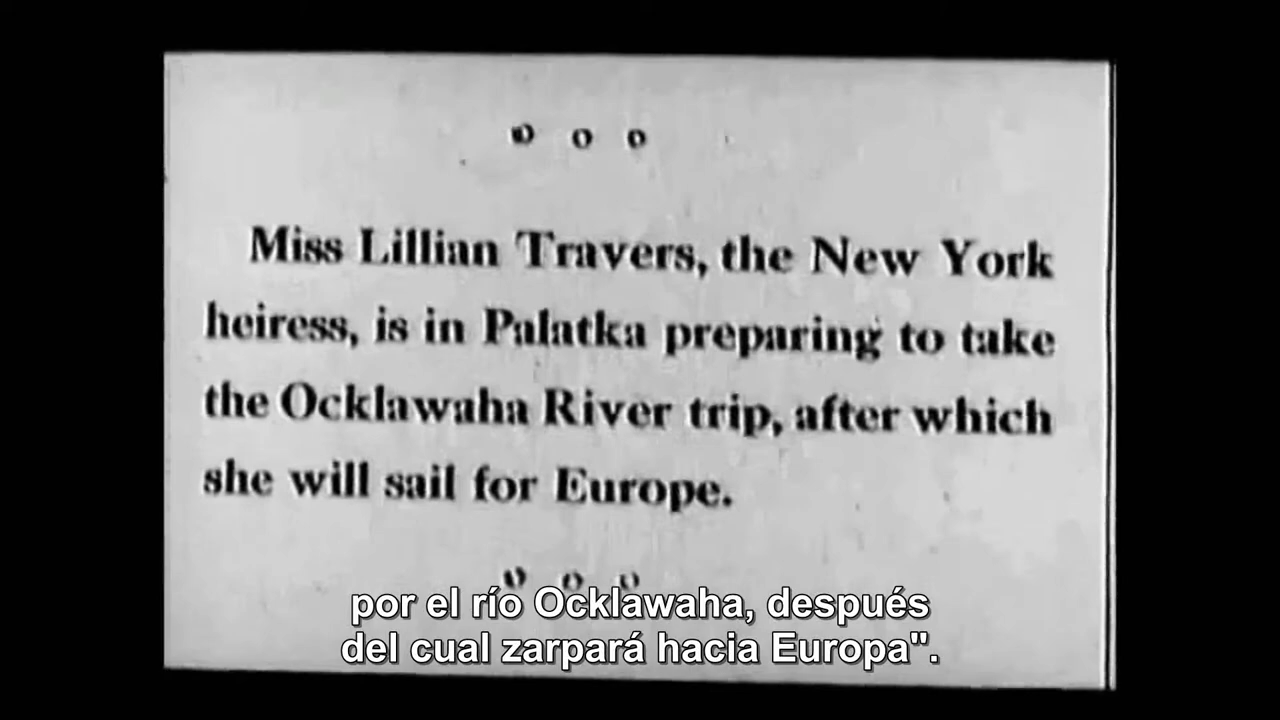 o o o
Miss Lillian Travers, the New York
heiress, is in Palatka preparing to take
the Ocklawaha River trip, after which
she will sail for Europe.
o o o
por el río Ocklawaha, después
del cual zarpará hacia Europa".